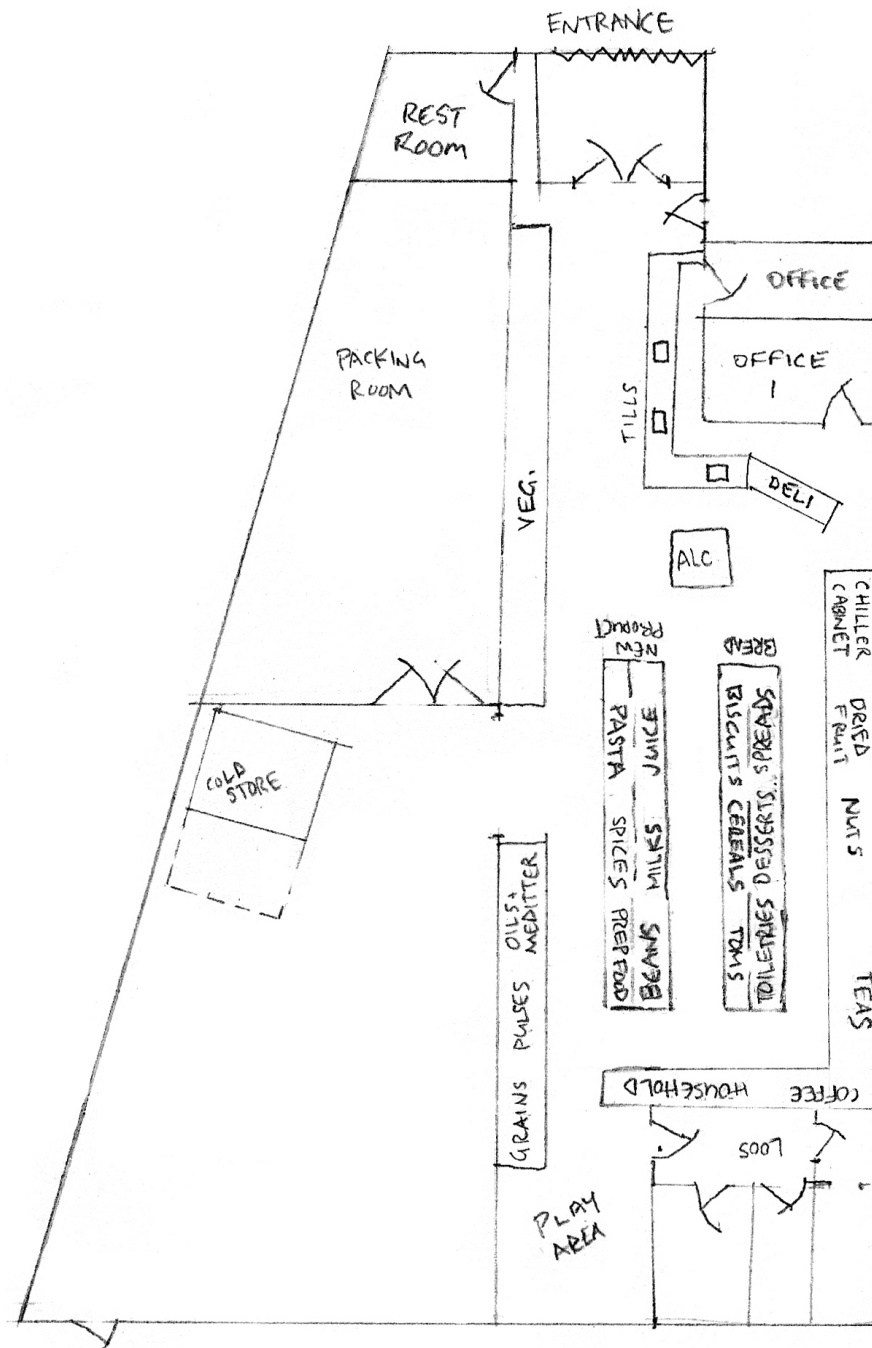 ENTRANCE
REST
ROOM
OFFICE
PACKING
ROOM
OFFICE
1
TILLS
VEG.
DELI
ALC
CHILLER
CABINET
DRIED
FRUIT
NUTS
TEAS
NEW
PRODUCT
BREAD
PASTA SPICES PREP FOOD
BEANS MILKS JUICE
BISCUITS CEREALS TOMS
TOILETRIES DESSERTS SPREADS
COLD
STORE
OILS +
MEDITTER
GRAINS PULSES
COFFEE HOUSEHOLD
LOOS
PLAY
AREA